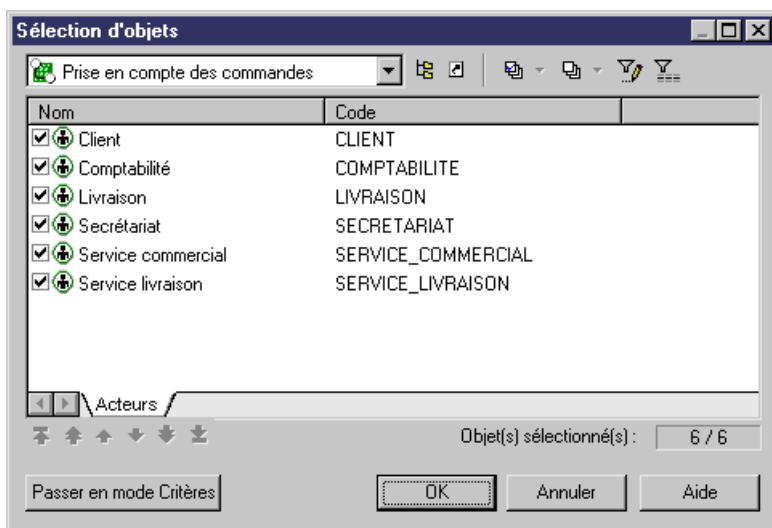 Sélection d'objets
Prise en compte des commandes
Nom Code
Client CLIENT
Comptabilité COMPTABILITE
Livraison LIVRAISON
Secrétariat SECRETARIAT
Service commercial SERVICE_COMMERCIAL
Service livraison SERVICE_LIVRAISON
Acteurs
Objet(s) sélectionné(s) : 6 / 6
Passer en mode Critères OK Annuler Aide